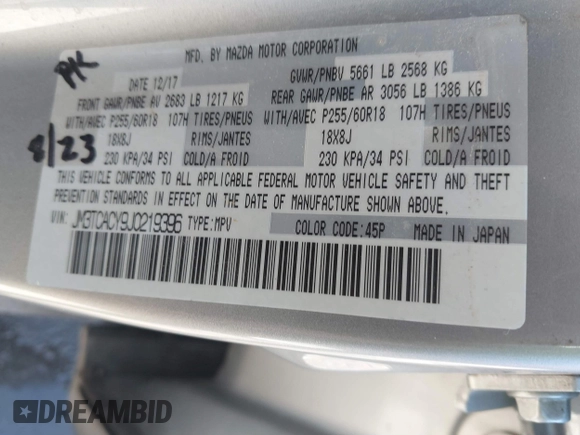 PK
8/23
MFD. BY MAZDA MOTOR CORPORATION
DATE 12/17
GVWR/PNBV 5661 LB 2568 KG
FRONT GAWR/PNBE AV 2683 LB 1217 KG
REAR GAWR/PNBE AR 3056 LB 1386 KG
WITH/AVEC P255/60R18 107H TIRES/PNEUS
WITH/AVEC P255/60R18 107H TIRES/PNEUS
18X8J RIMS/JANTES
18X8J RIMS/JANTES
230 KPA/34 PSI COLD/A FROID
230 KPA/34 PSI COLD/A FROID
THIS VEHICLE CONFORMS TO ALL APPLICABLE FEDERAL MOTOR VEHICLE SAFETY AND THEFT
PREVENTION STANDARDS IN EFFECT ON THE DATE OF MANUFACTURE SHOWN ABOVE.
VIN: JM3TCACY9J0219396 TYPE: MPV
COLOR CODE: 45P MADE IN JAPAN
DREAMBID